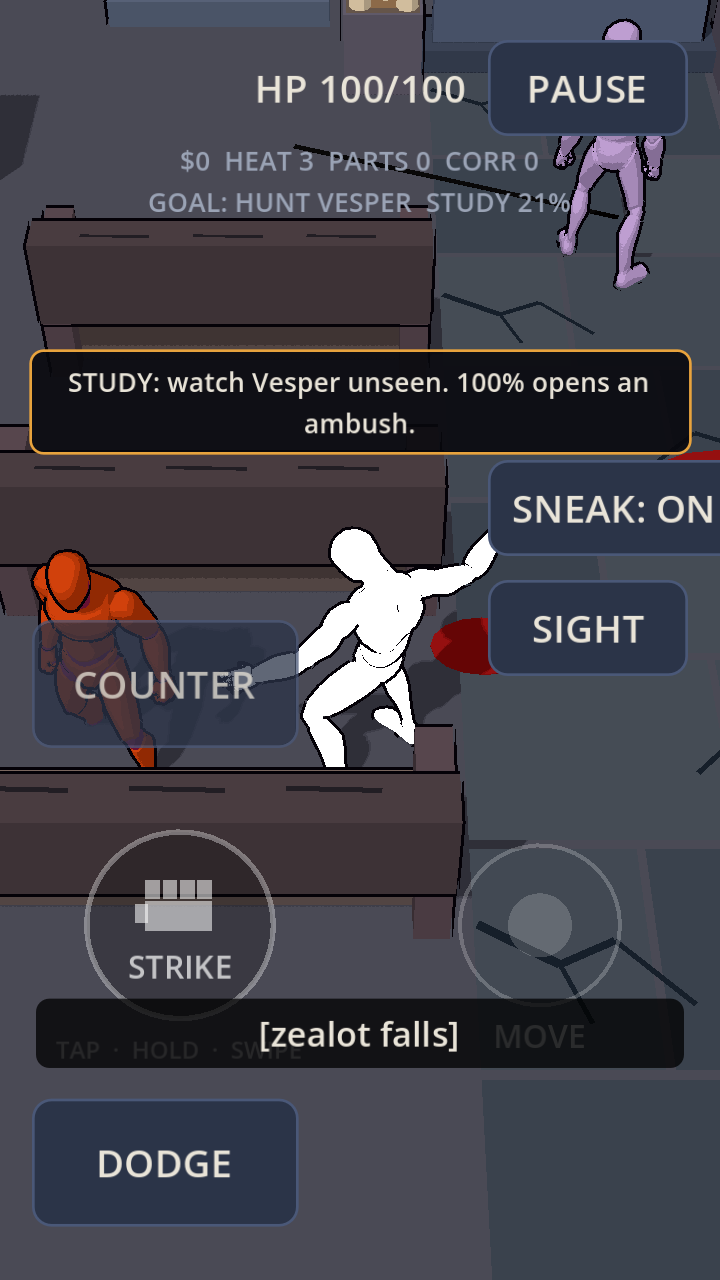 HP 100/100
PAUSE
$0 HEAT 3 PARTS 0 CORR 0
GOAL: HUNT VESPER STUDY 21%
STUDY: watch Vesper unseen. 100% opens an
ambush.
SNEAK: ON
SIGHT
COUNTER
STRIKE
[zealot falls]
TAP · HOLD · SWIPE
MOVE
DODGE